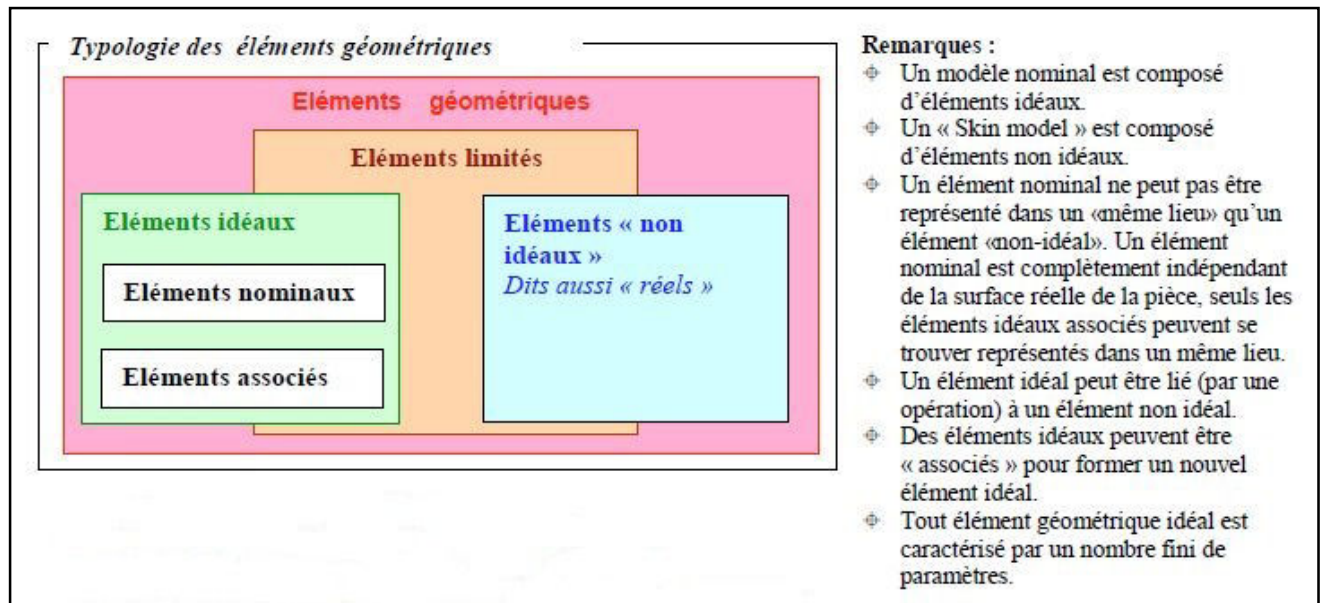 Typologie des éléments géométriques
Eléments géométriques
Eléments limités
Eléments idéaux
Eléments nominaux
Eléments associés
Eléments « non
idéaux »
Dits aussi « réels »
Remarques :
Un modèle nominal est composé
d'éléments idéaux.
Un « Skin model » est composé
d'éléments non idéaux.
Un élément nominal ne peut pas être
représenté dans un «même lieu» qu'un
élément «non-idéal». Un élément
nominal est complètement indépendant
de la surface réelle de la pièce, seuls les
éléments idéaux associés peuvent se
trouver représentés dans un même lieu.
Un élément idéal peut être lié (par une
opération) à un élément non idéal.
Des éléments idéaux peuvent être
« associés » pour former un nouvel
élément idéal.
Tout élément géométrique idéal est
caractérisé par un nombre fini de
paramètres.